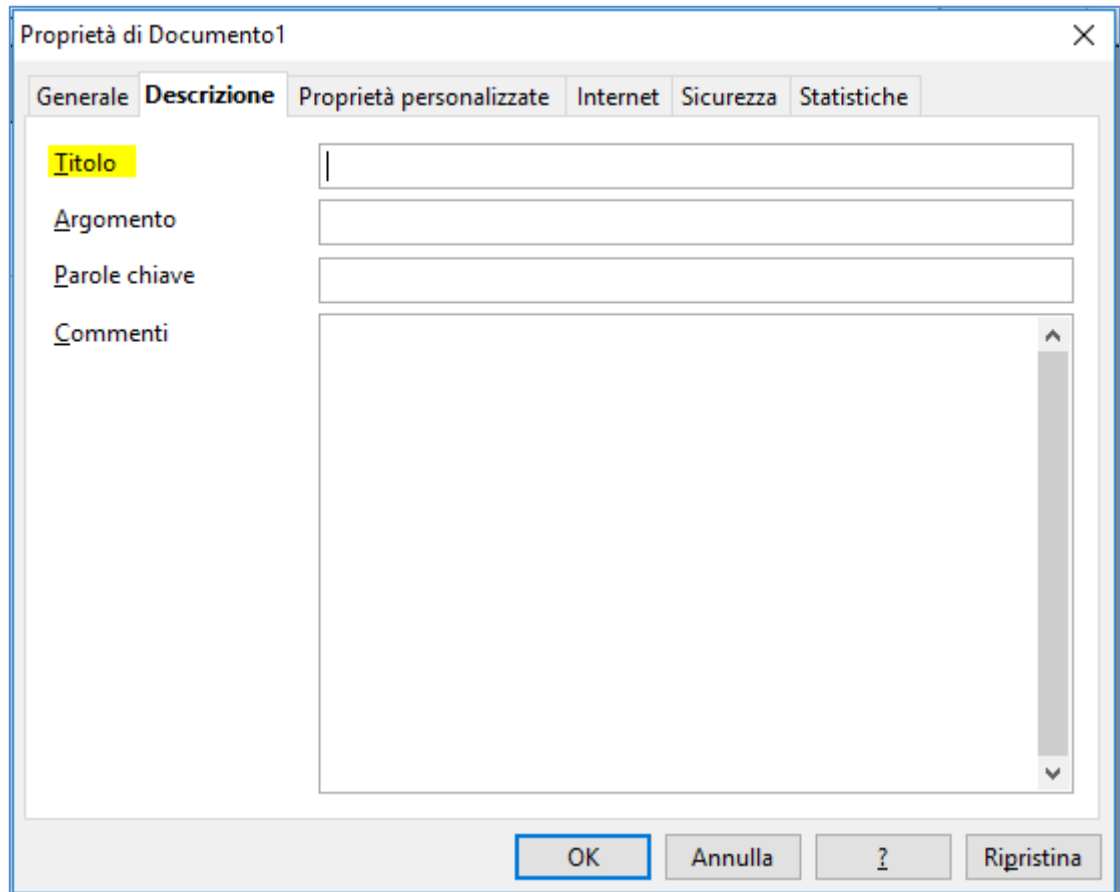 Proprietà di Documento1
Generale Descrizione Proprietà personalizzate Internet Sicurezza Statistiche
Titolo
Argomento
Parole chiave
Commenti
OK Annulla ? Ripristina